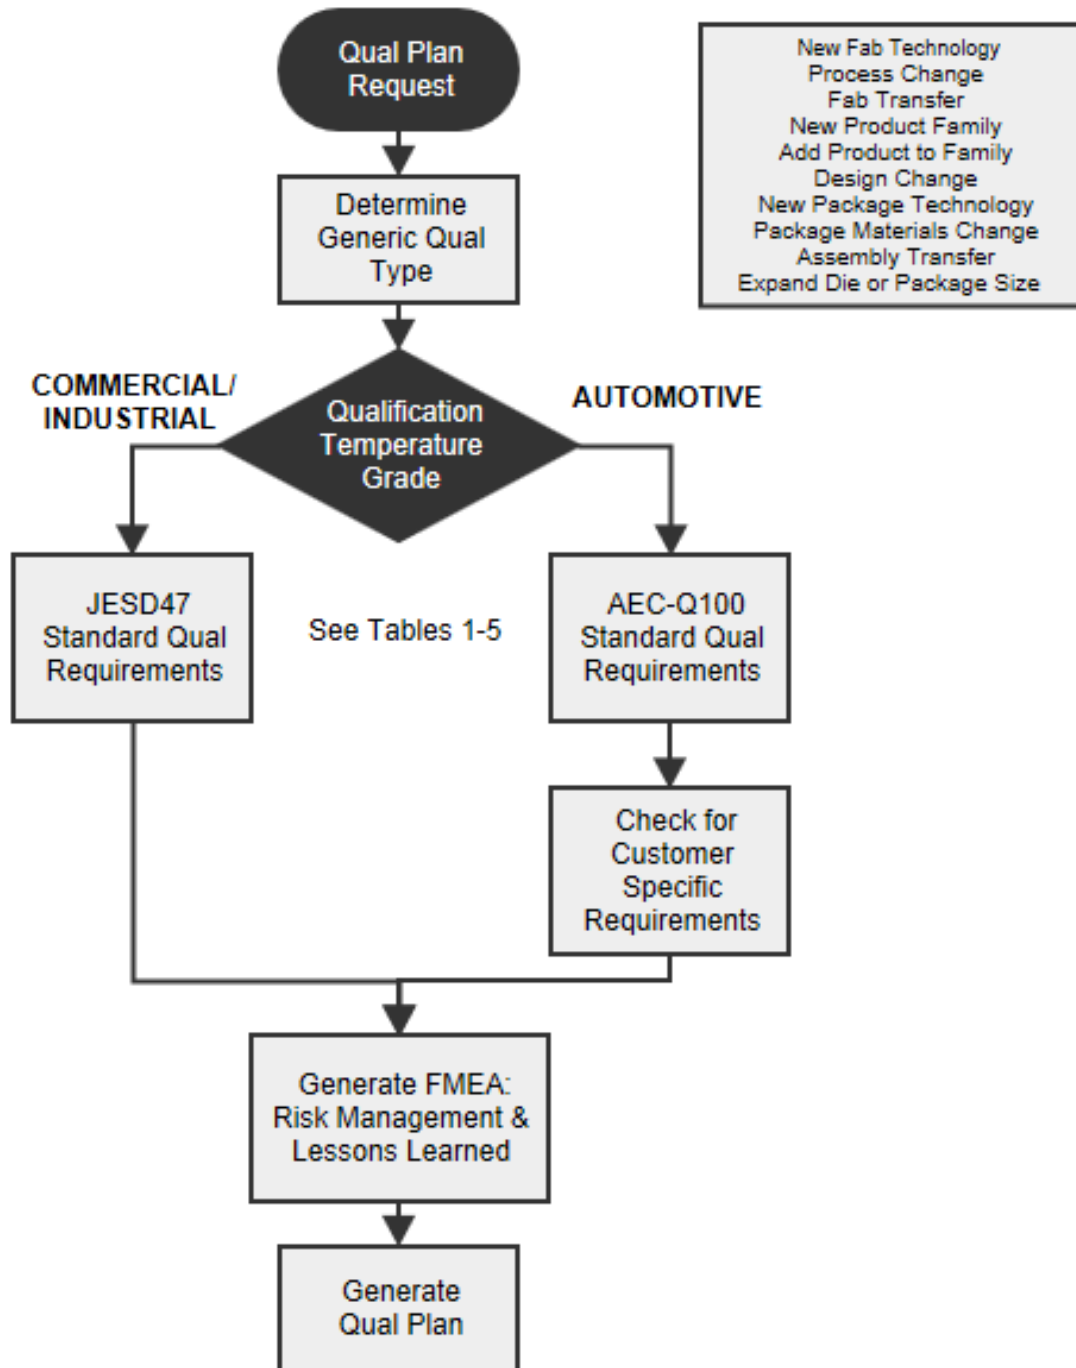 Qual Plan
Request
New Fab Technology
Process Change
Fab Transfer
New Product Family
Add Product to Family
Design Change
New Package Technology
Package Materials Change
Assembly Transfer
Expand Die or Package Size
Determine
Generic Qual
Type
COMMERCIAL/
INDUSTRIAL
Qualification
Temperature
Grade
AUTOMOTIVE
JESD47
Standard Qual
Requirements
See Tables 1-5
AEC-Q100
Standard Qual
Requirements
Check for
Customer
Specific
Requirements
Generate FMEA:
Risk Management &
Lessons Learned
Generate
Qual Plan